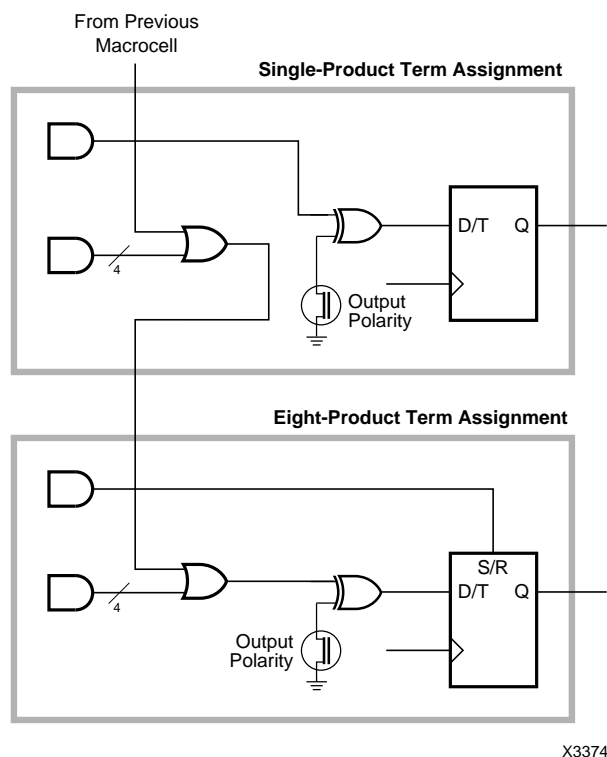 From Previous
Macrocell
Single-Product Term Assignment
D/T Q
4
Output
Polarity
Eight-Product Term Assignment
S/R
D/T Q
4
Output
Polarity
X3374